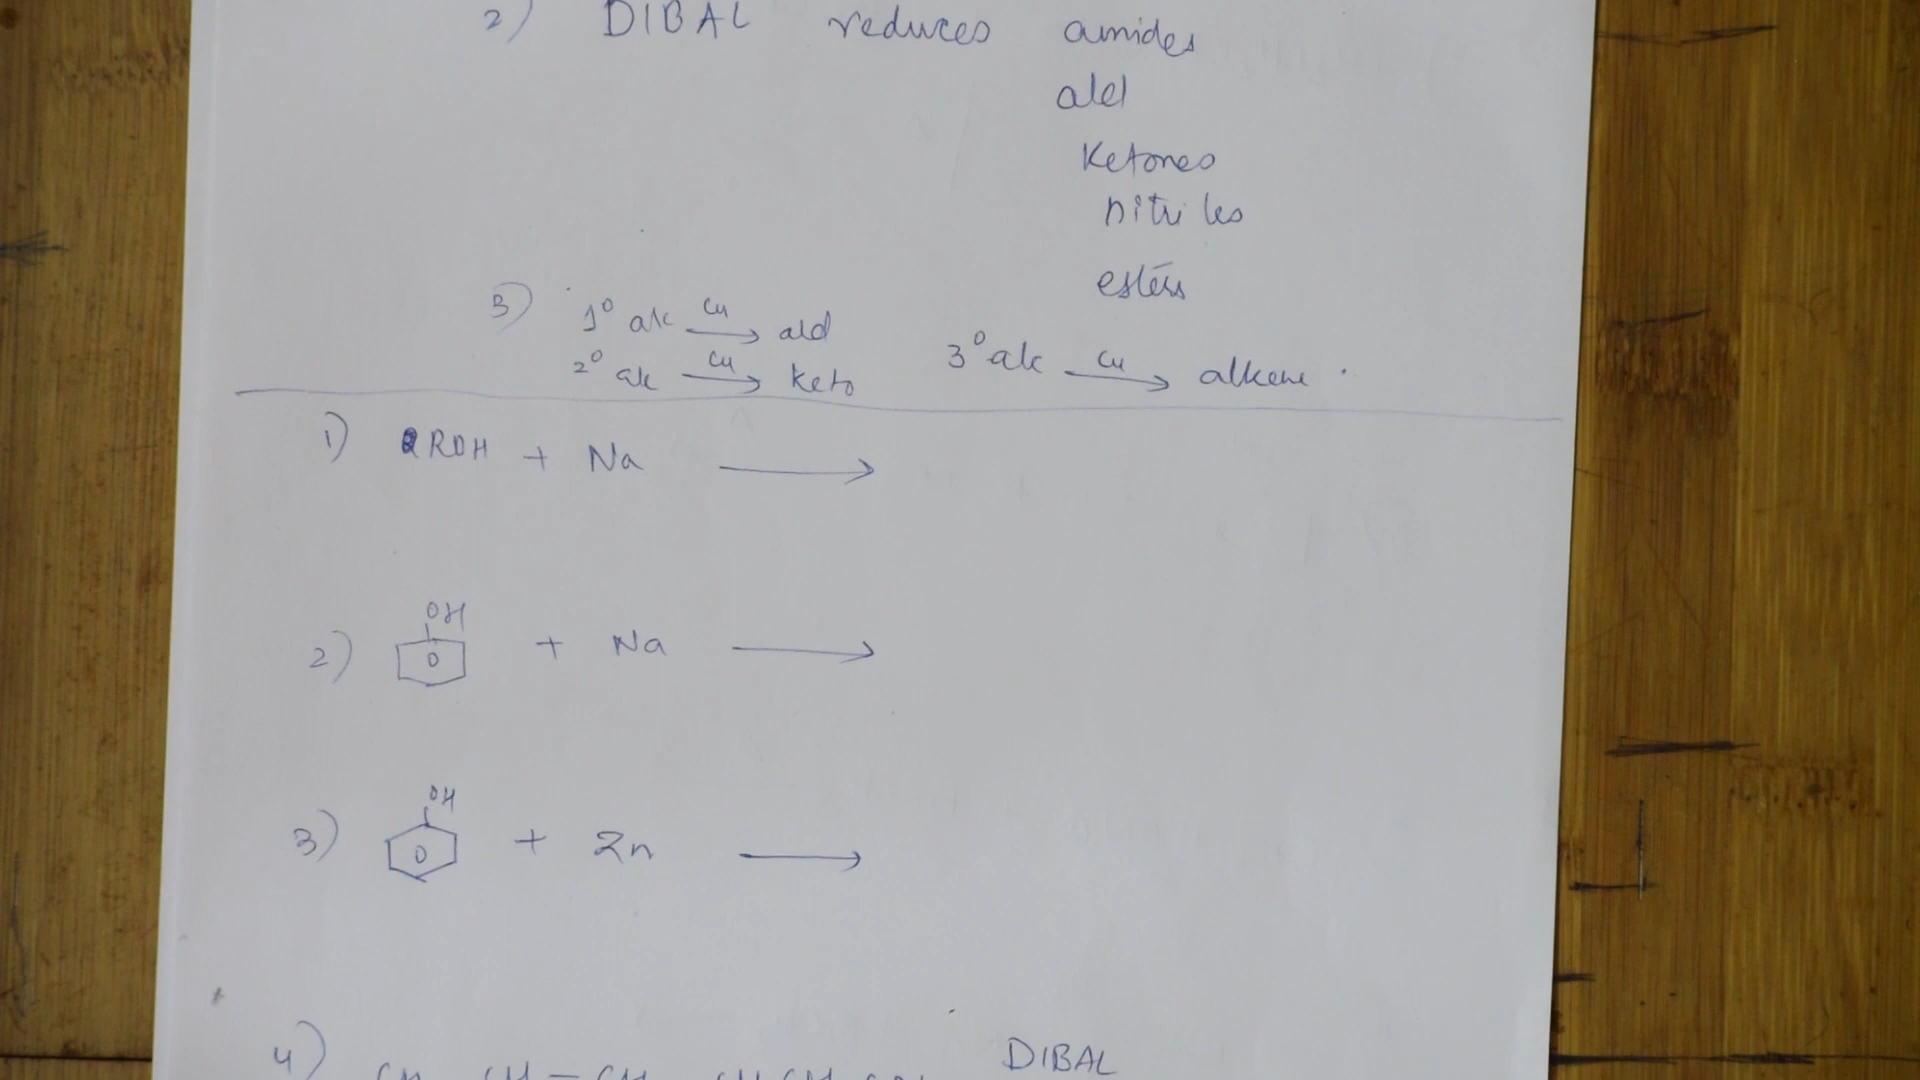 2) DIBAL reduces amides
ald
Ketones
nitriles
esters
3) 1° alc Cu → ald
2° alc Cu → keto 3° alc Cu → alkene .
1) ROH + Na →
2) OH + Na →
3) OH + Zn →
4) DIBAL